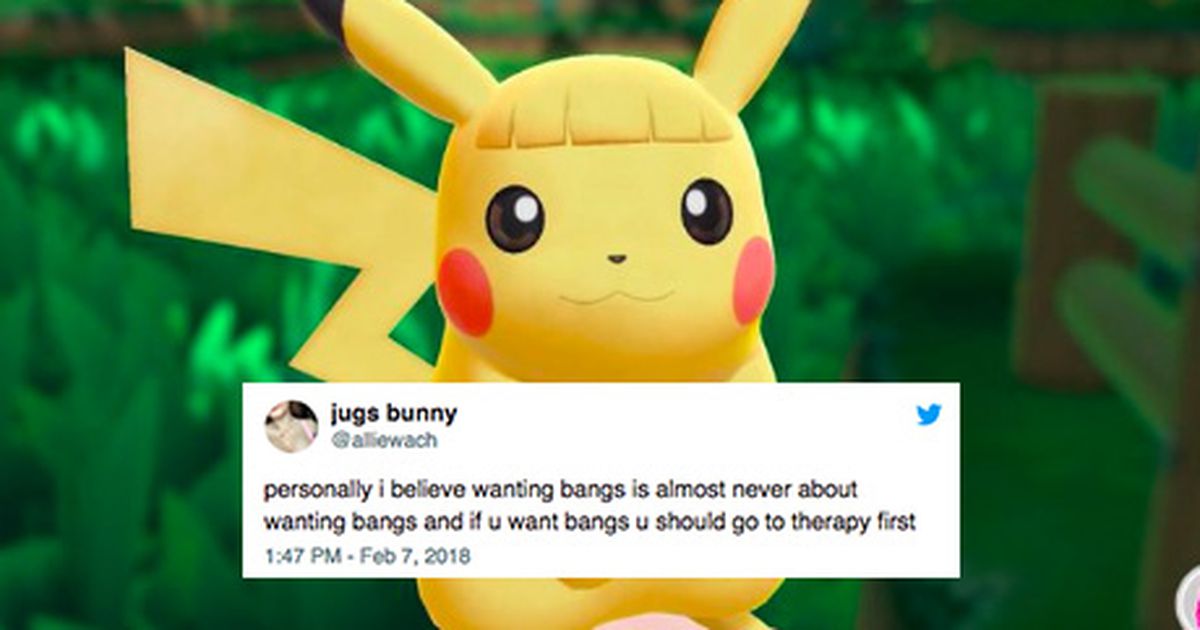 jugs bunny
@alliewach
personally i believe wanting bangs is almost never about
wanting bangs and if u want bangs u should go to therapy first
1:47 PM - Feb 7, 2018